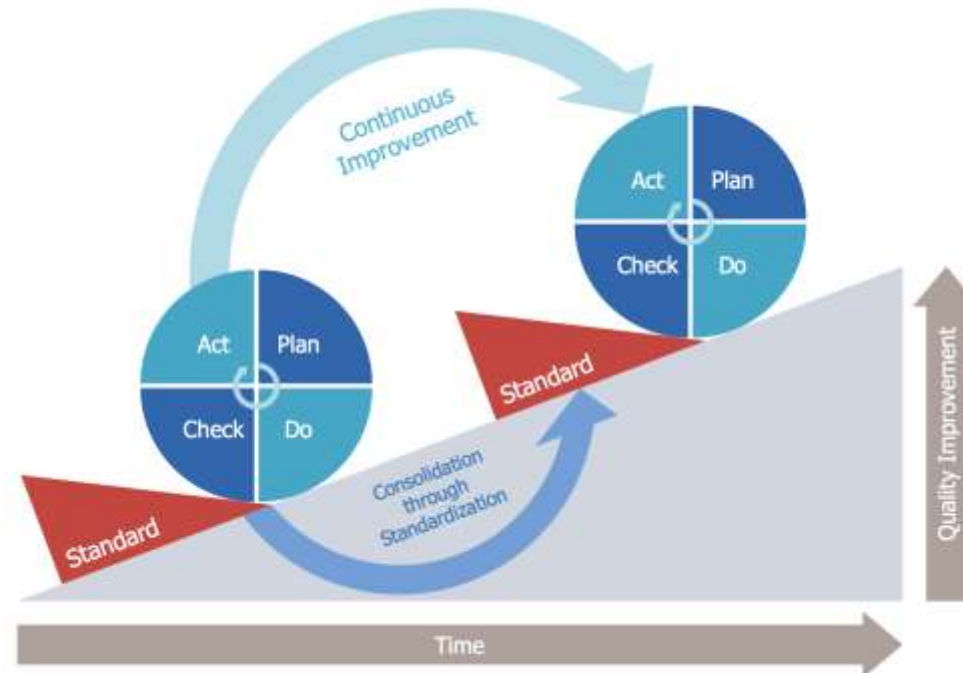 Continuous
Improvement
Act
Plan
Check
Do
Act
Plan
Check
Do
Standard
Standard
Consolidation
through
Standardization
Quality Improvement
Time